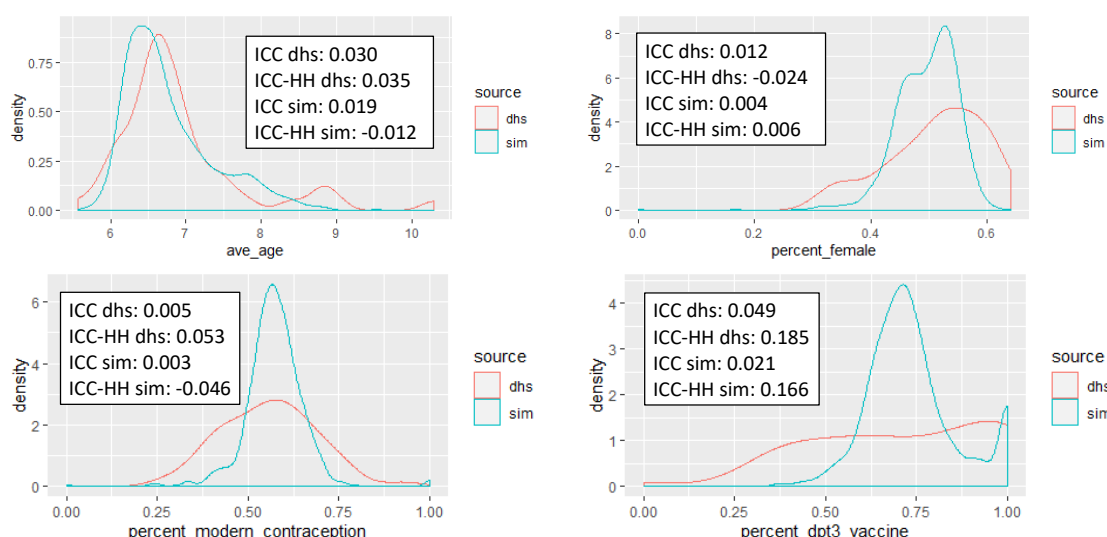 ICC dhs: 0.030
ICC-HH dhs: 0.035
ICC sim: 0.019
ICC-HH sim: -0.012
density
0.75
0.50
0.25
0.00
6 7 8 9 10
ave_age
source
dhs
sim
ICC dhs: 0.012
ICC-HH dhs: -0.024
ICC sim: 0.004
ICC-HH sim: 0.006
density
8
6
4
2
0
0.0 0.2 0.4 0.6
percent_female
source
dhs
sim
ICC dhs: 0.005
ICC-HH dhs: 0.053
ICC sim: 0.003
ICC-HH sim: -0.046
density
6
4
2
0
0.00 0.25 0.50 0.75 1.00
percent_modern_contraception
source
dhs
sim
ICC dhs: 0.049
ICC-HH dhs: 0.185
ICC sim: 0.021
ICC-HH sim: 0.166
density
4
3
2
1
0
0.00 0.25 0.50 0.75 1.00
percent_dpt3_vaccine
source
dhs
sim